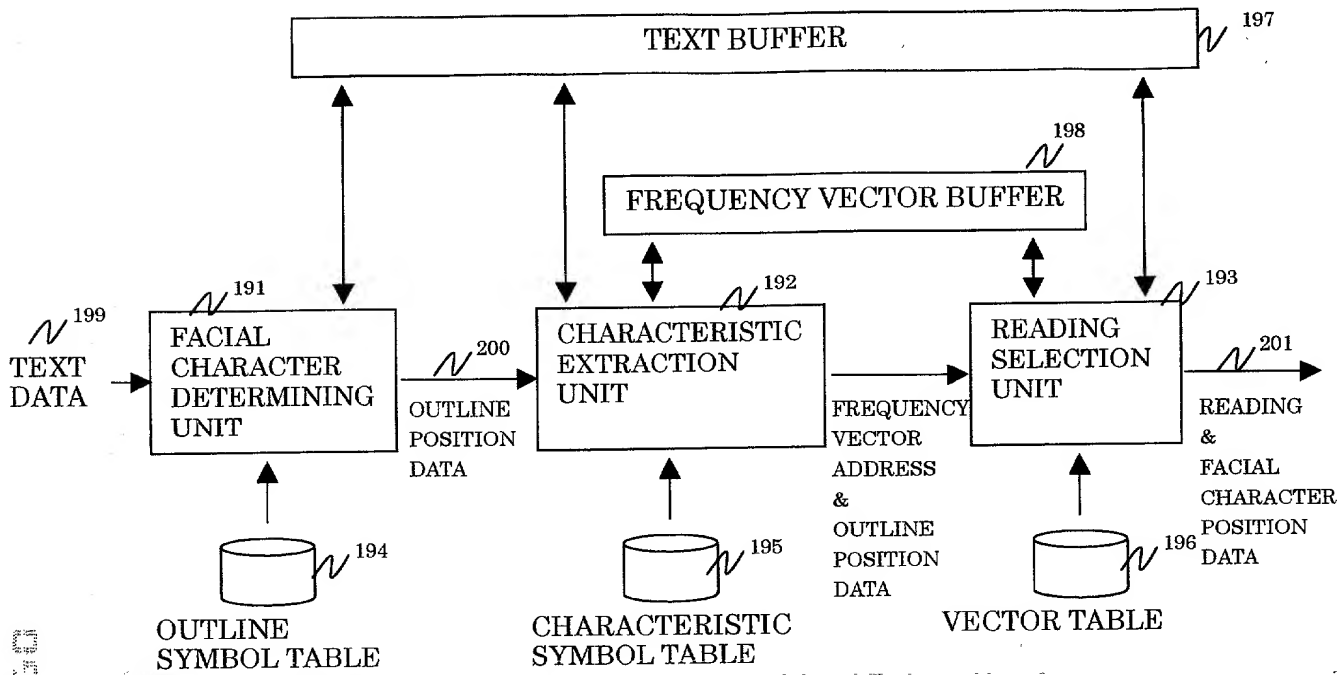 TEXT BUFFER
197
198
FREQUENCY VECTOR BUFFER
199
TEXT
DATA
191
FACIAL
CHARACTER
DETERMINING
UNIT
200
OUTLINE
POSITION
DATA
192
CHARACTERISTIC
EXTRACTION
UNIT
FREQUENCY
VECTOR
ADDRESS
&
OUTLINE
POSITION
DATA
193
READING
SELECTION
UNIT
201
READING
&
FACIAL
CHARACTER
POSITION
DATA
194
OUTLINE
SYMBOL TABLE
195
CHARACTERISTIC
SYMBOL TABLE
196
VECTOR TABLE